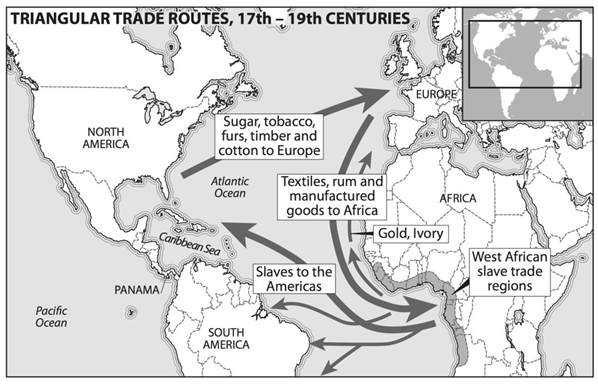 TRIANGULAR TRADE ROUTES, 17th – 19th CENTURIES
EUROPE
NORTH
AMERICA
Sugar, tobacco,
furs, timber and
cotton to Europe
Atlantic
Ocean
Textiles, rum and
manufactured
goods to Africa
AFRICA
Gold, Ivory
Caribbean Sea
West African
slave trade
regions
Slaves to the
Americas
PANAMA
Pacific
Ocean
SOUTH
AMERICA